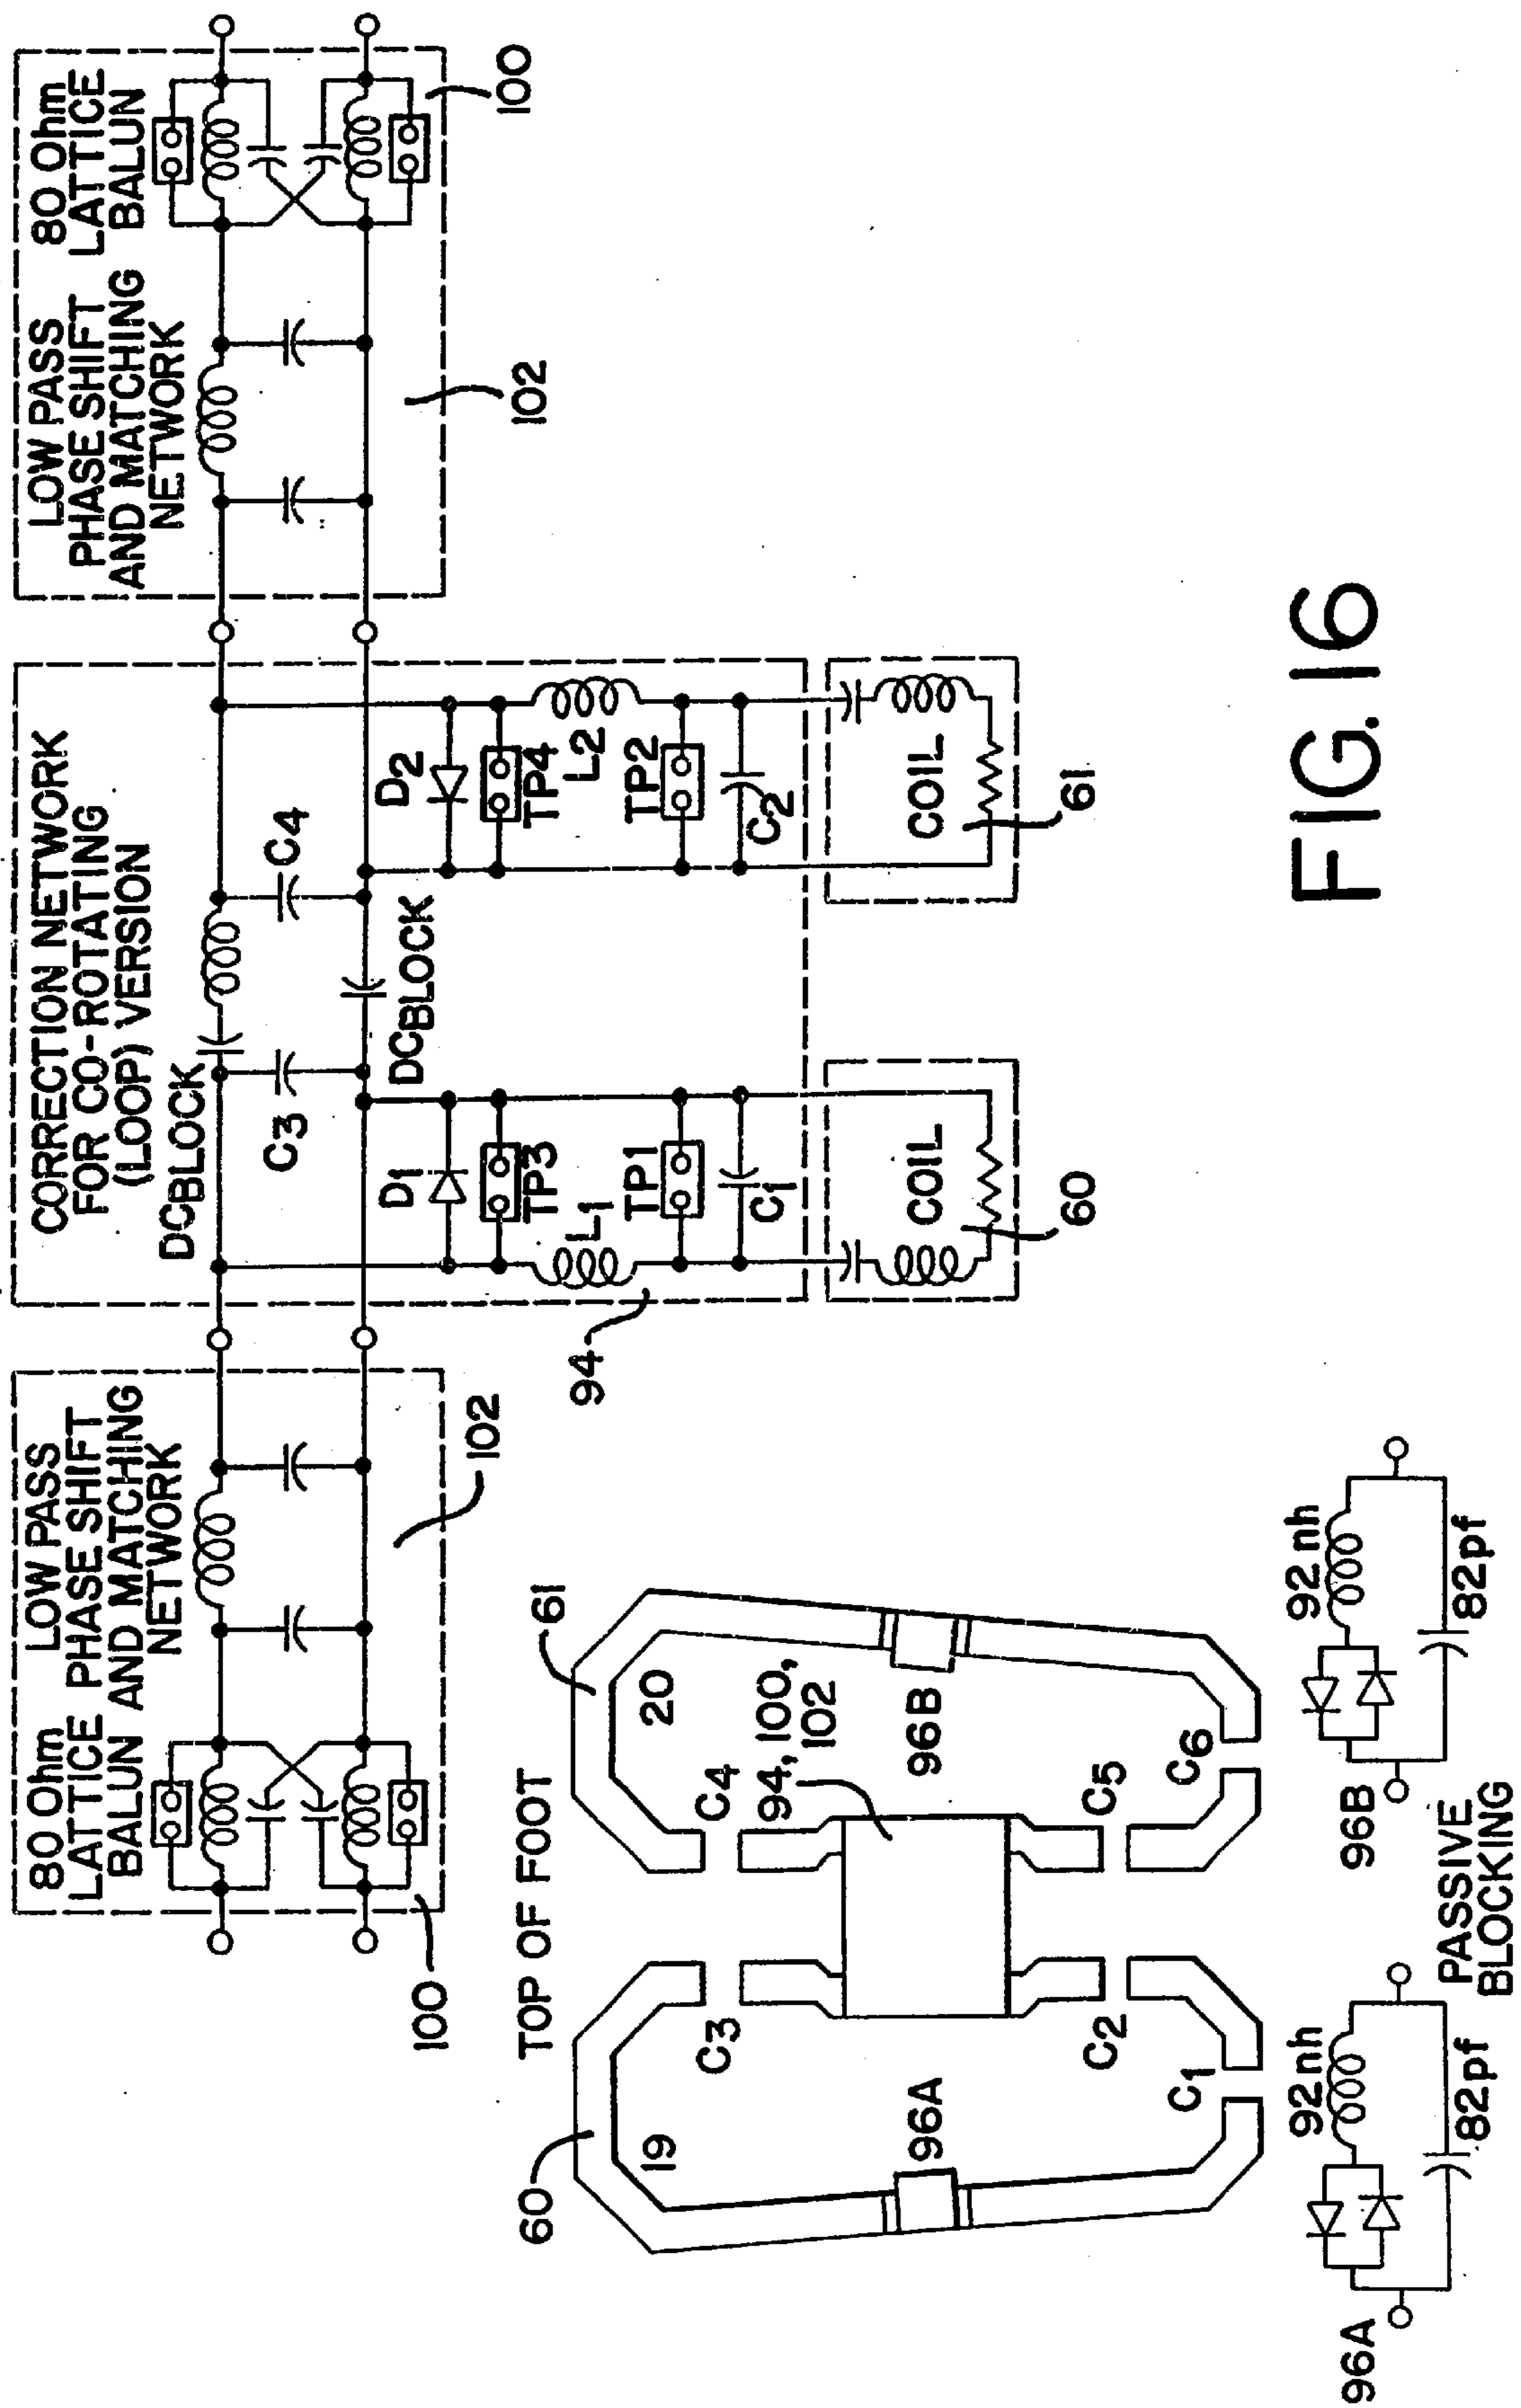 80 Ohm
LATTICE
BALUN
LOW PASS
PHASE SHIFT
AND MATCHING
NETWORK
100
102
CORRECTION NETWORK
FOR CO-ROTATING
(LOOP) VERSION
DCBLOCK
C3
C4
DCBLOCK
D1
TP3
L1
TP1
C1
COIL
60
94
D2
TP4
L2
TP2
C2
COIL
61
LOW PASS
PHASE SHIFT
AND MATCHING
NETWORK
80 Ohm
LATTICE
BALUN
102
100
TOP OF FOOT
60
19
C3
96A
C2
C1
61
20
C4
94, 100,
102
96B
C5
C6
96A
92nh
82pf
96B
92nh
82pf
PASSIVE
BLOCKING
FIG. 16